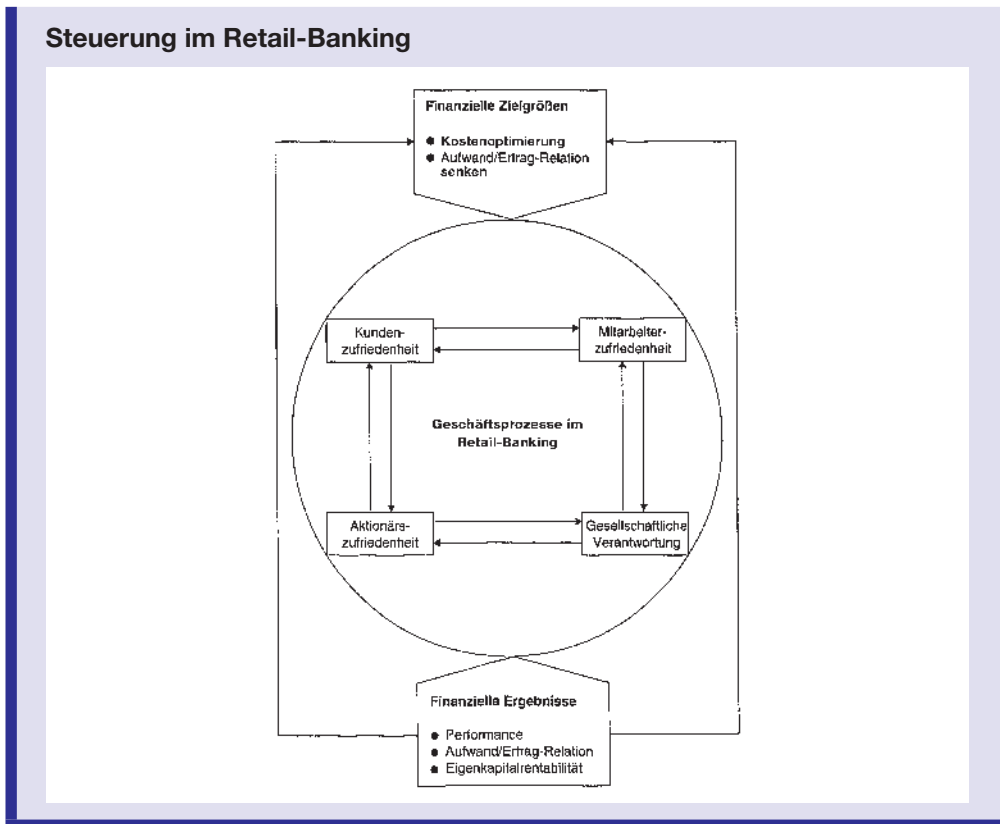 Steuerung im Retail-Banking
Finanzielle Zielgrößen
● Kostenoptimierung
● Aufwand/Ertrag-Relation
senken
Kunden-
zufriedenheit
Mitarbeiter-
zufriedenheit
Geschäftsprozesse im
Retail-Banking
Aktionärs-
zufriedenheit
Gesellschaftliche
Verantwortung
Finanzielle Ergebnisse
● Performance
● Aufwand/Ertrag-Relation
● Eigenkapitalrentabilität